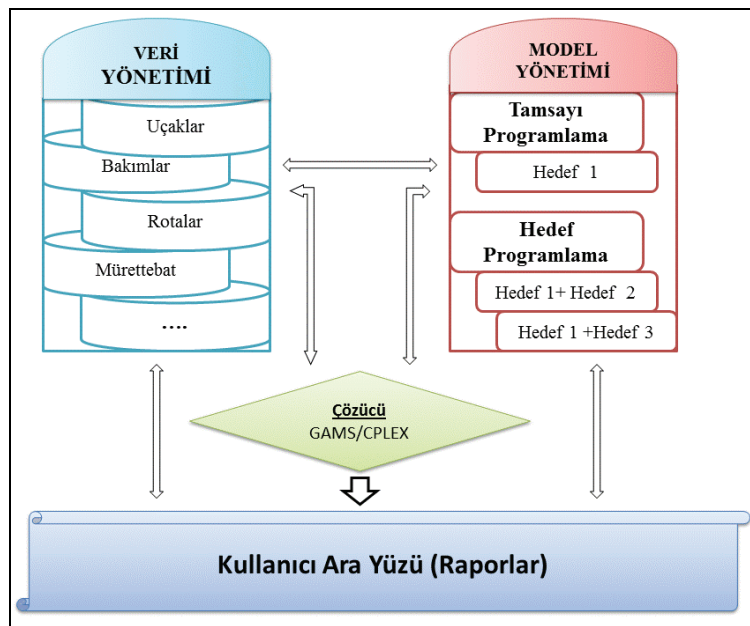 VERİ
YÖNETİMİ
Uçaklar
Bakımlar
Rotalar
Mürettebat
....
MODEL
YÖNETİMİ
Tamsayı
Programlama
Hedef 1
Hedef
Programlama
Hedef 1+ Hedef 2
Hedef 1 +Hedef 3
Çözücü
GAMS/CPLEX
Kullanıcı Ara Yüzü (Raporlar)